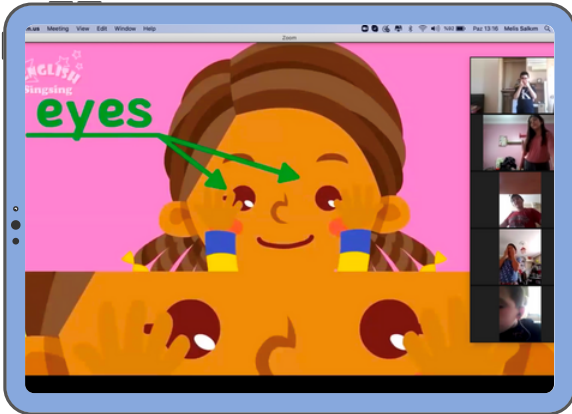 Meeting View Edit Window Help Paz 13:16 Melis Salkım
Zoom
ENGLISH
Singsing
eyes